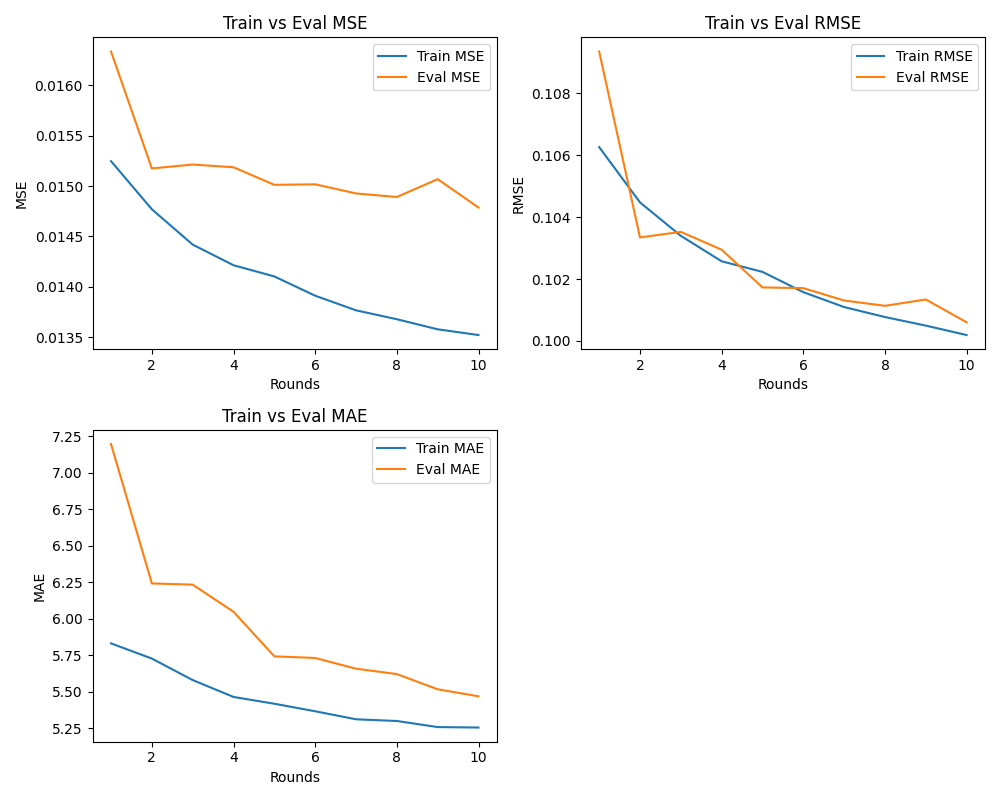 Train vs Eval MSE
MSE
0.0160
0.0155
0.0150
0.0145
0.0140
0.0135
2 4 6 8 10
Rounds
Train MSE
Eval MSE
Train vs Eval RMSE
RMSE
0.108
0.106
0.104
0.102
0.100
2 4 6 8 10
Rounds
Train RMSE
Eval RMSE
Train vs Eval MAE
MAE
7.25
7.00
6.75
6.50
6.25
6.00
5.75
5.50
5.25
2 4 6 8 10
Rounds
Train MAE
Eval MAE